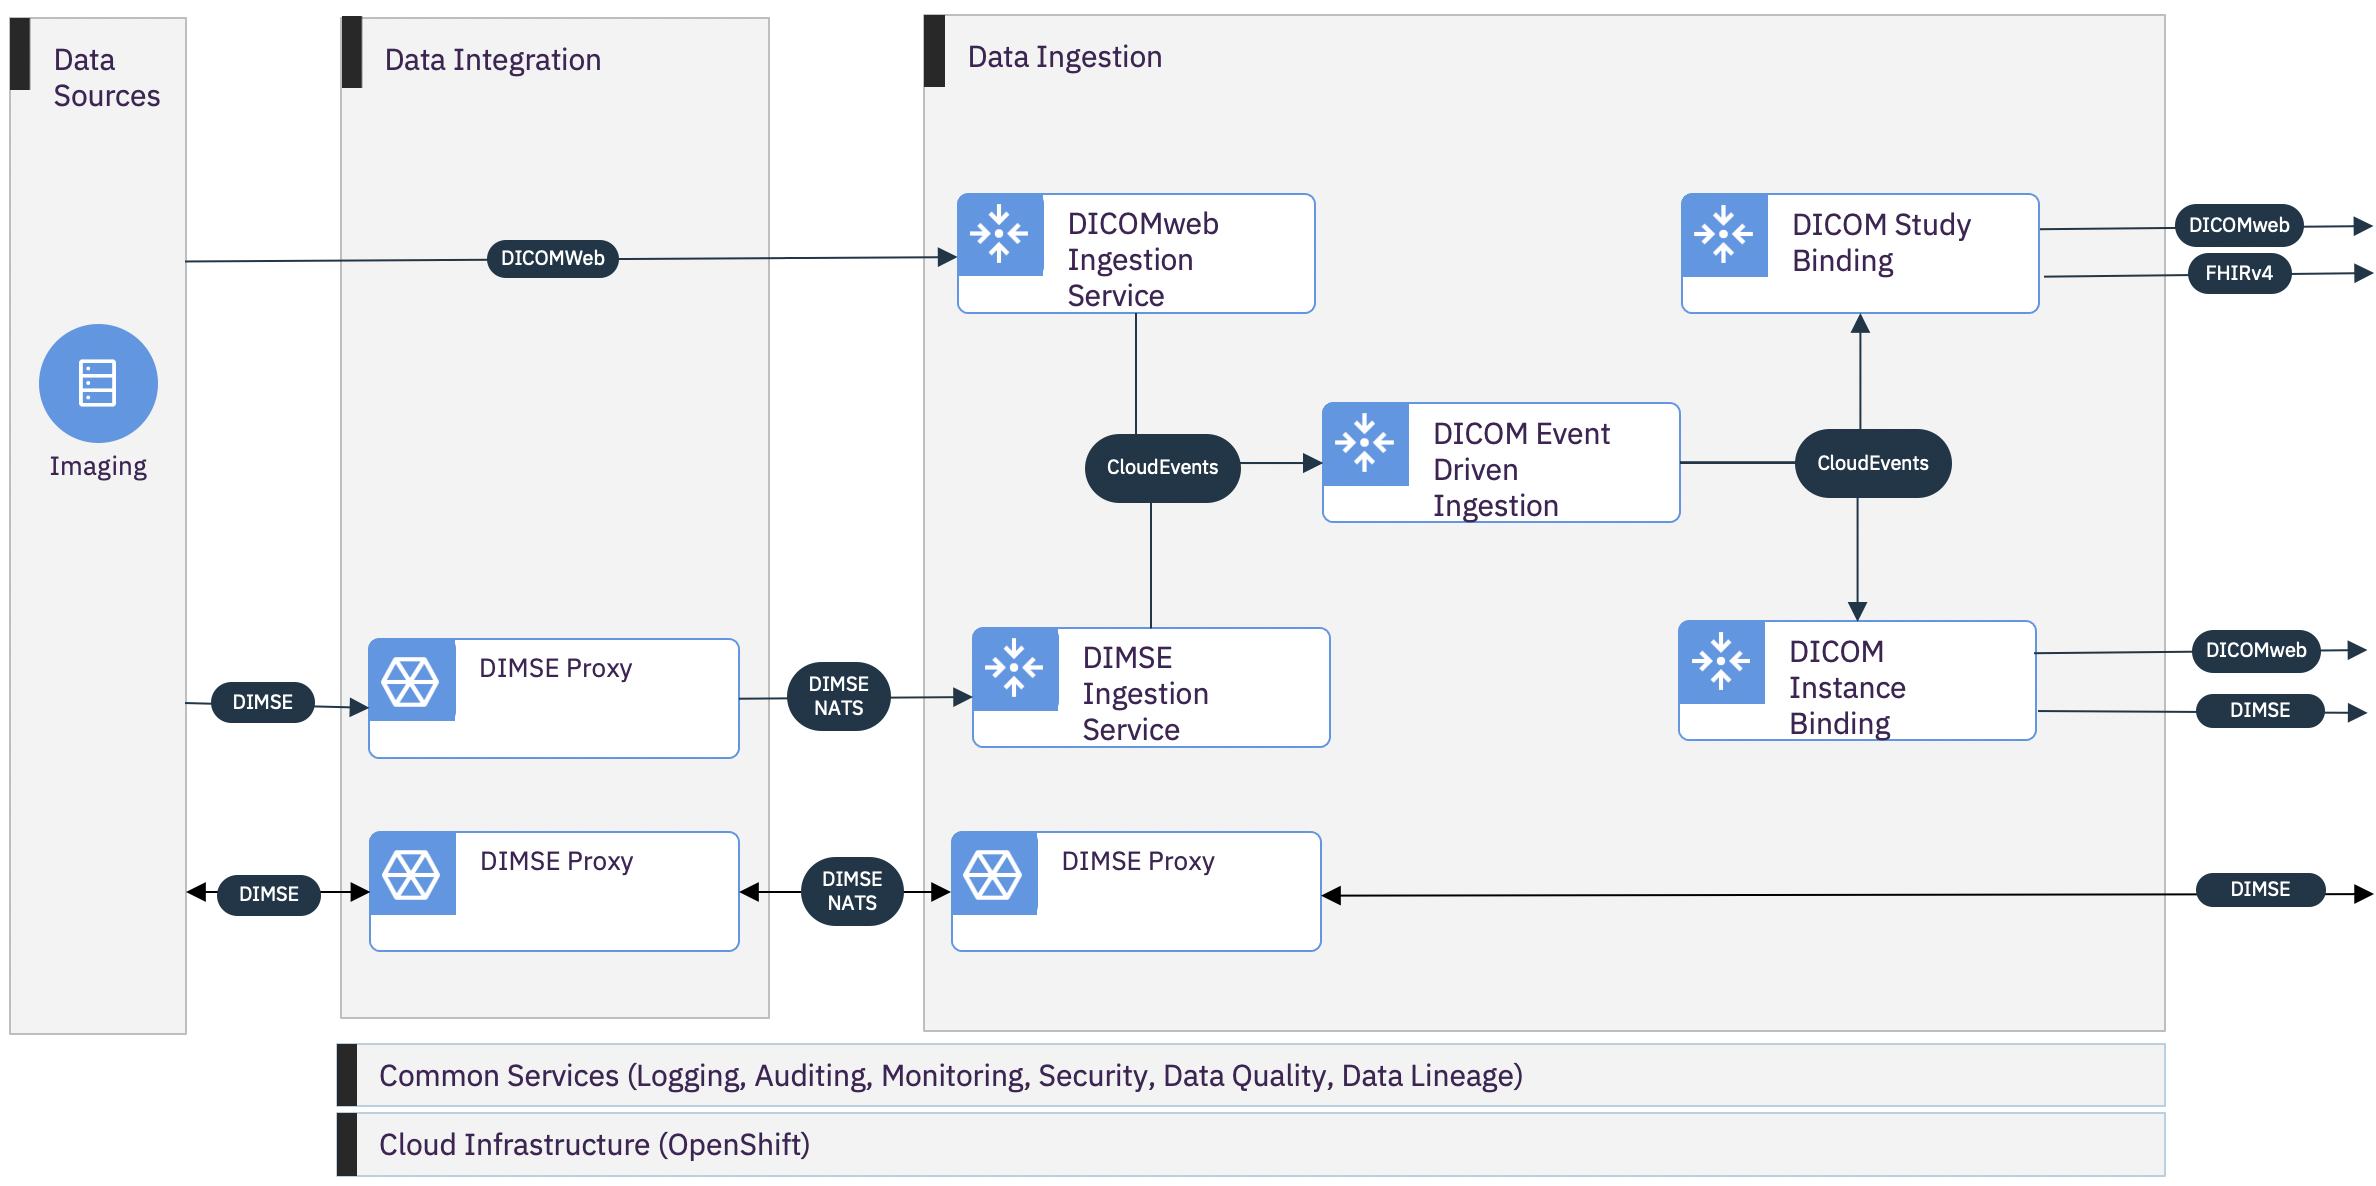 Data
Sources
Data Integration
Data Ingestion
DICOMWeb
DICOMweb
Ingestion
Service
DICOM Study
Binding
DICOMweb
FHIRv4
Imaging
CloudEvents
DICOM Event
Driven
Ingestion
CloudEvents
DIMSE
DIMSE Proxy
DIMSE
NATS
DIMSE
Ingestion
Service
DICOM
Instance
Binding
DICOMweb
DIMSE
DIMSE
DIMSE Proxy
DIMSE
NATS
DIMSE Proxy
DIMSE
Common Services (Logging, Auditing, Monitoring, Security, Data Quality, Data Lineage)
Cloud Infrastructure (OpenShift)